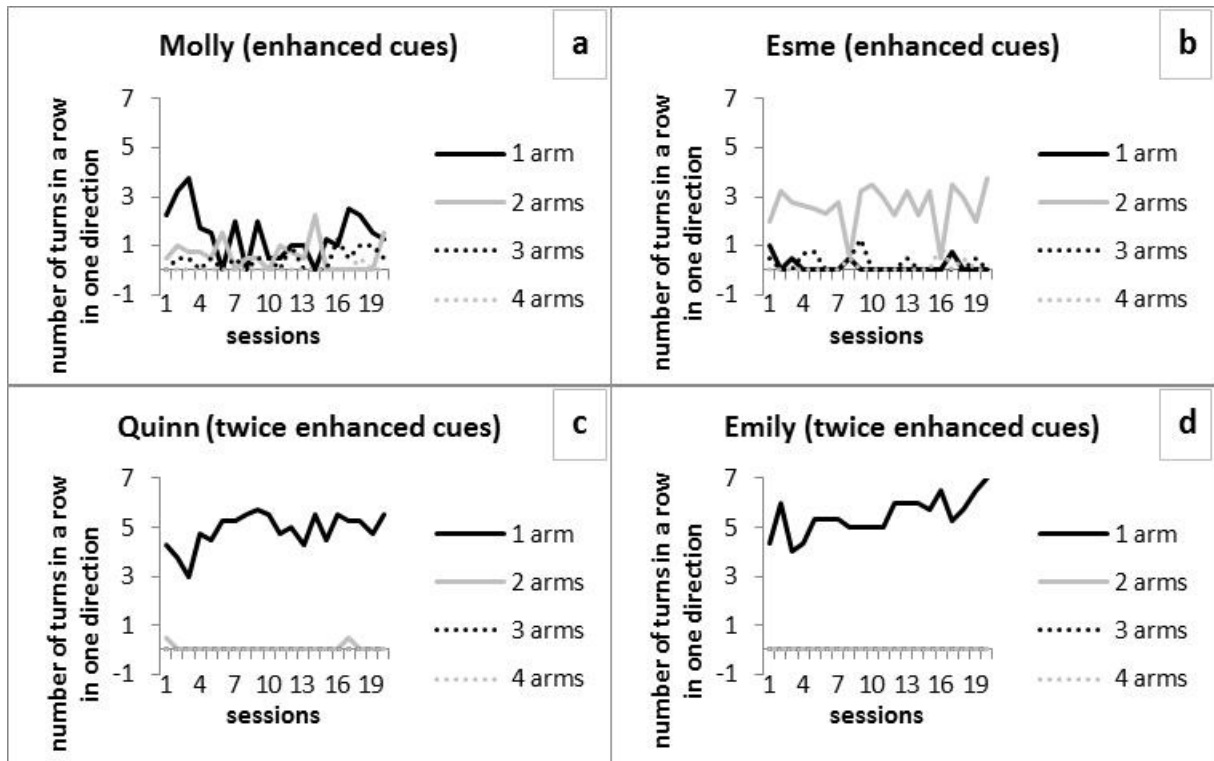 Molly (enhanced cues)
a
number of turns in a row
in one direction
7
5
3
1
-1
1 4 7 10 13 16 19
sessions
1 arm
2 arms
3 arms
4 arms
Esme (enhanced cues)
b
number of turns in a row
in one direction
7
5
3
1
-1
1 4 7 10 13 16 19
sessions
1 arm
2 arms
3 arms
4 arms
Quinn (twice enhanced cues)
c
number of turns in a row
in one direction
7
5
3
1
-1
1 4 7 10 13 16 19
sessions
1 arm
2 arms
3 arms
4 arms
Emily (twice enhanced cues)
d
number of turns in a row
in one direction
7
5
3
1
-1
1 4 7 10 13 16 19
sessions
1 arm
2 arms
3 arms
4 arms